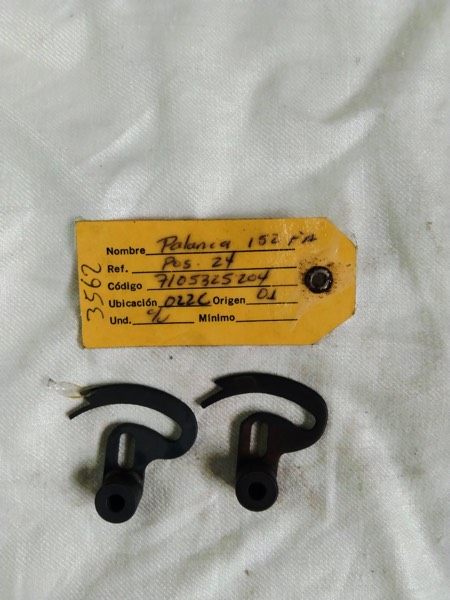 Nombre Palanca 152
Ref. Pos. 24
Código 7105325204
Ubicación 022C Origen 01
Und. c/u Mínimo
3562